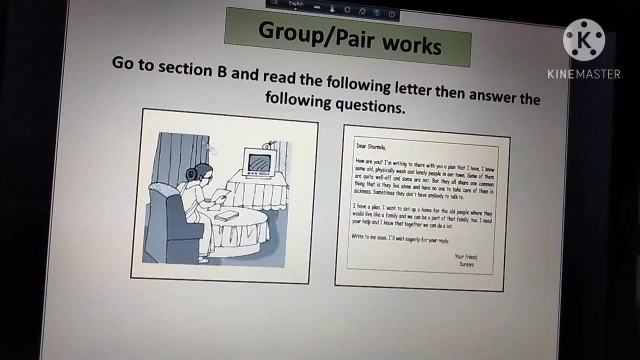 English
Group/Pair works
KINEMASTER
Go to section B and read the following letter then answer the
following questions.
Dear Sharmila,
How are you? I'm writing to share with you a plan that I have. I know
some old, physically weak and lonely people in our town. Some of them
are quite well-off and some are not. But they all share one common
thing that is they live alone and have no one to take care of them in
sickness. Sometimes they don't have anybody to talk to.
I have a plan. I want to set up a home for the old people where they
would live like a family and we can be a part of that family, too. I need
your help and I know that together we can do a lot.
Write to me soon. I'll wait eagerly for your reply.
Your friend,
Suraiya